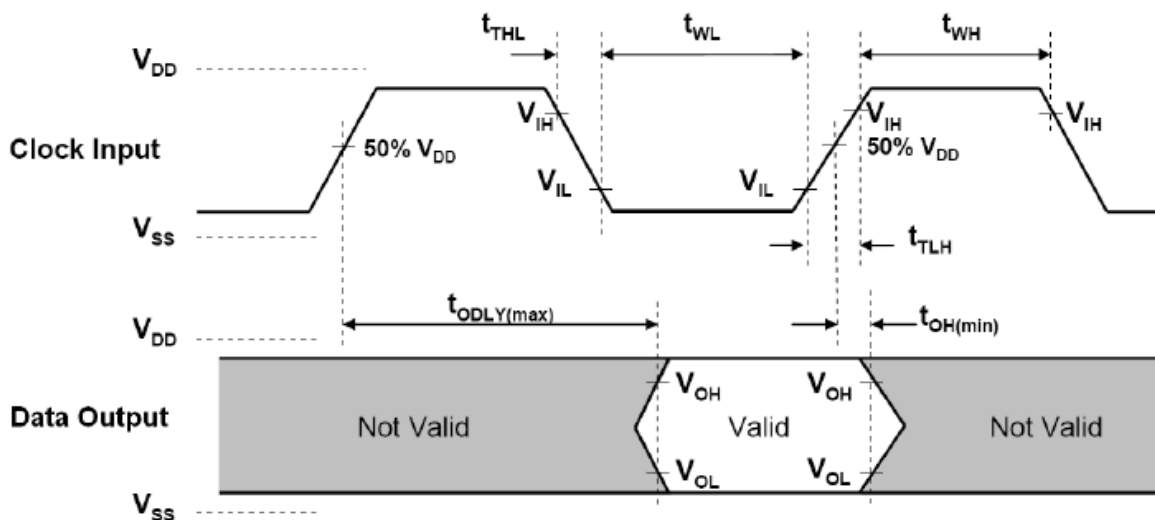 t_THL t_WL t_WH
V_DD
V_IH V_IH V_IH
Clock Input 50% V_DD 50% V_DD
V_IL V_IL
V_SS
t_TLH
t_ODLY(max) t_OH(min)
V_DD
V_OH V_OH
Data Output Not Valid Valid Not Valid
V_OL V_OL
V_SS